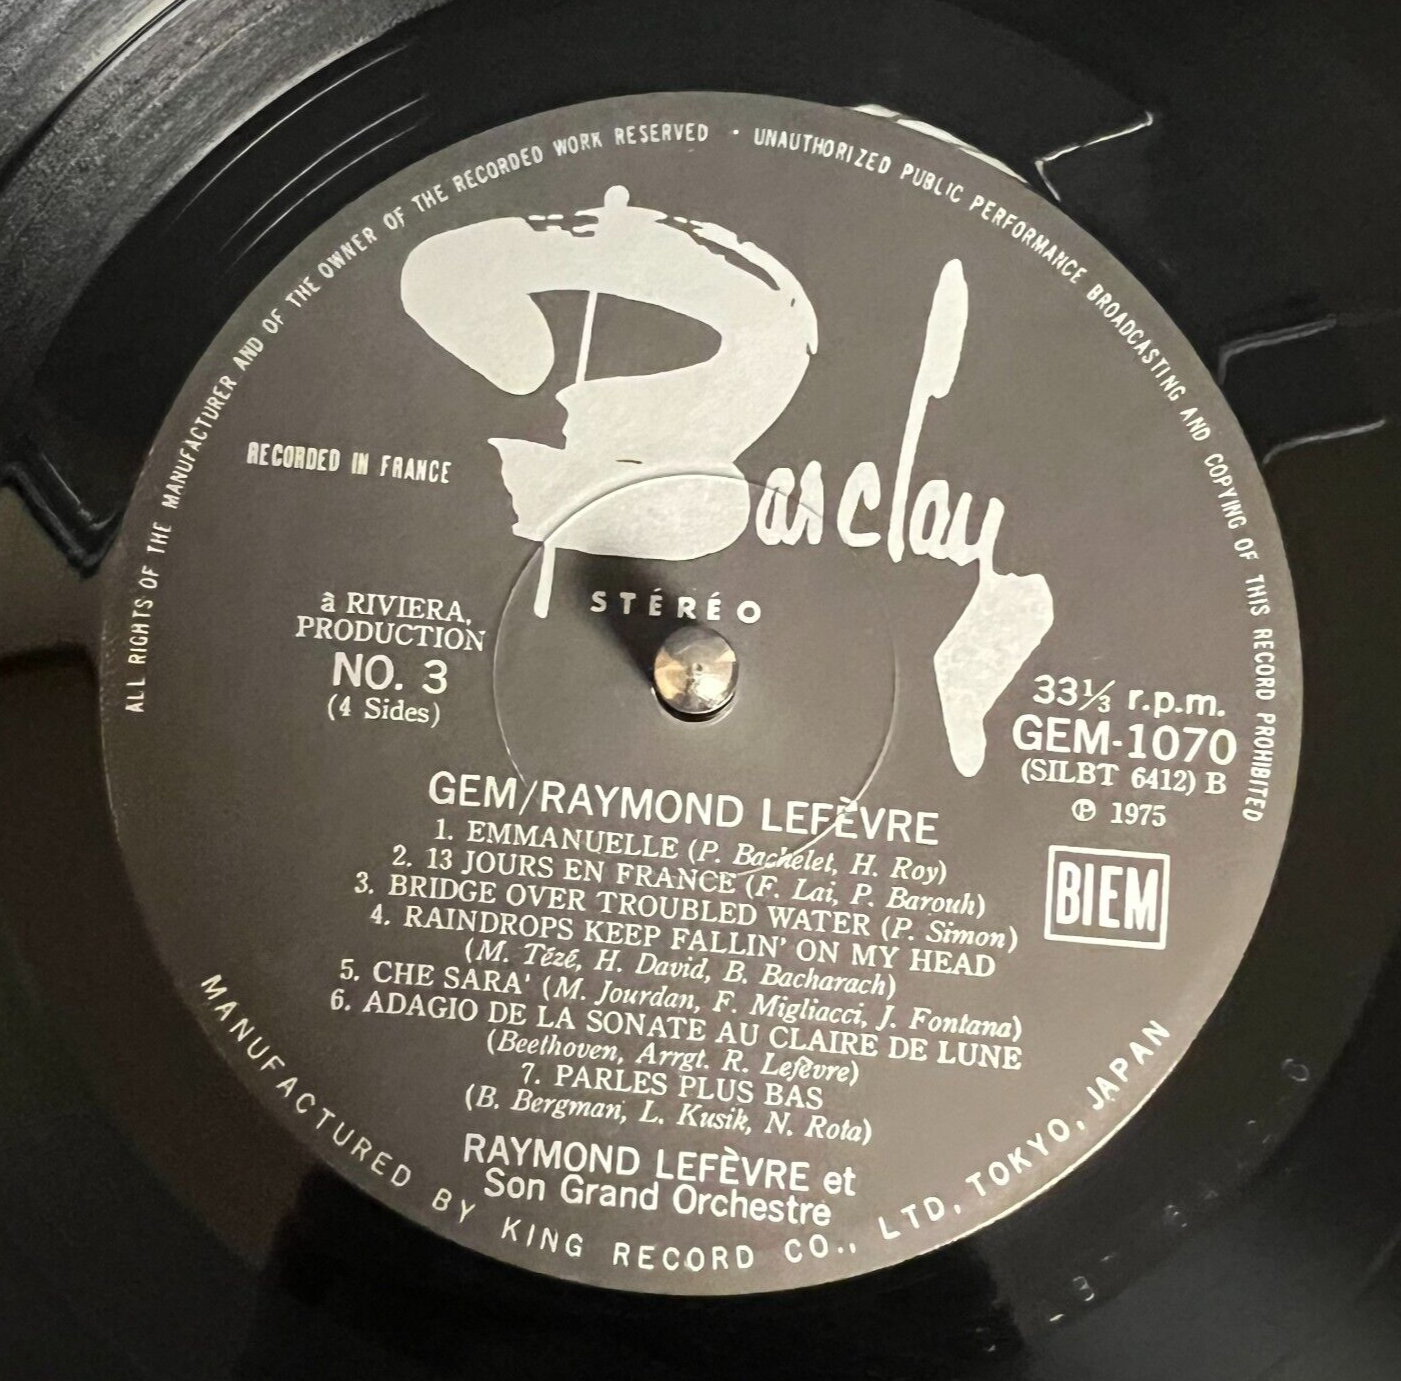 ALL RIGHTS OF THE MANUFACTURER AND OF THE OWNER OF THE RECORDED WORK RESERVED • UNAUTHORIZED PUBLIC PERFORMANCE BROADCASTING AND COPYING OF THIS RECORD PROHIBITED
Barclay
RECORDED IN FRANCE
STÉRÉO
à RIVIERA,
PRODUCTION
NO. 3
(4 Sides)
33⅓ r.p.m.
GEM-1070
(SILBT 6412) B
℗ 1975
BIEM
GEM/RAYMOND LEFÈVRE
1. EMMANUELLE (P. Bachelet, H. Roy)
2. 13 JOURS EN FRANCE (F. Lai, P. Barouh)
3. BRIDGE OVER TROUBLED WATER (P. Simon)
4. RAINDROPS KEEP FALLIN' ON MY HEAD
(M. Tézé, H. David, B. Bacharach)
5. CHE SARA' (M. Jourdan, F. Migliacci, J. Fontana)
6. ADAGIO DE LA SONATE AU CLAIRE DE LUNE
(Beethoven, Arrgt. R. Lefèvre)
7. PARLES PLUS BAS
(B. Bergman, L. Kusik, N. Rota)
RAYMOND LEFÈVRE et
Son Grand Orchestre
MANUFACTURED BY KING RECORD CO., LTD, TOKYO, JAPAN